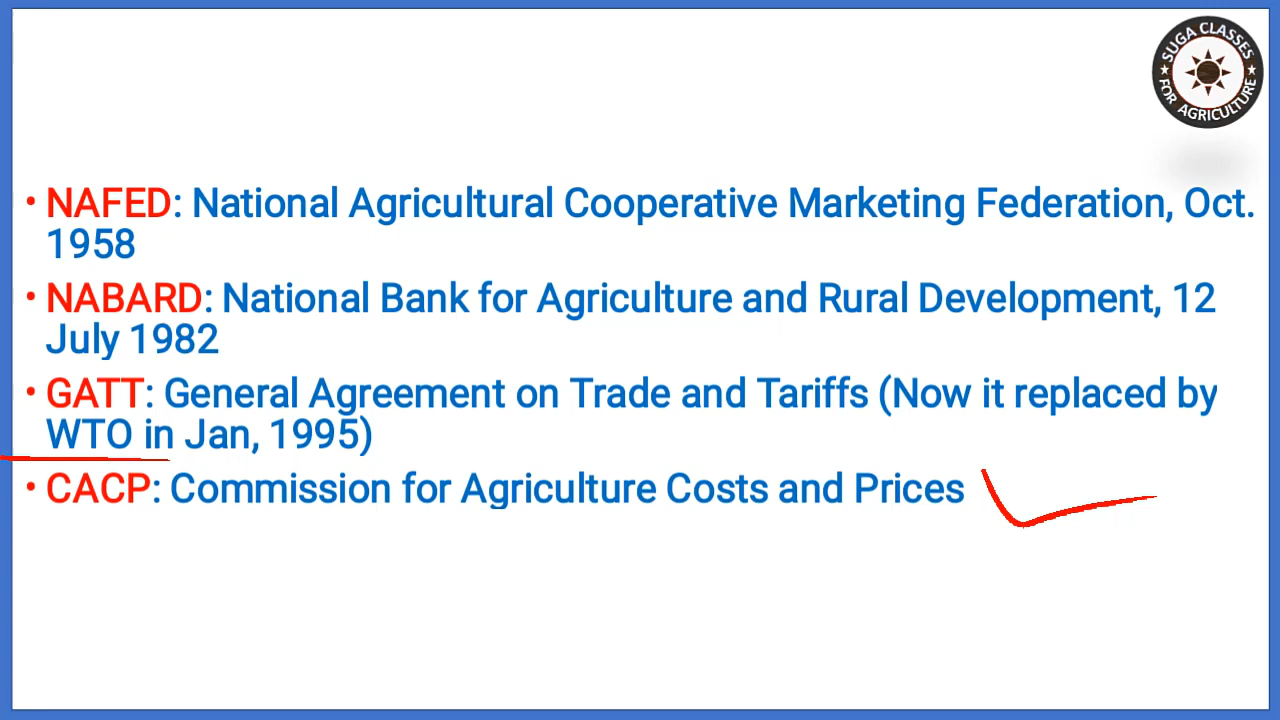 SUGA CLASSES
FOR AGRICULTURE
• NAFED: National Agricultural Cooperative Marketing Federation, Oct.
1958
• NABARD: National Bank for Agriculture and Rural Development, 12
July 1982
• GATT: General Agreement on Trade and Tariffs (Now it replaced by
WTO in Jan, 1995)
• CACP: Commission for Agriculture Costs and Prices